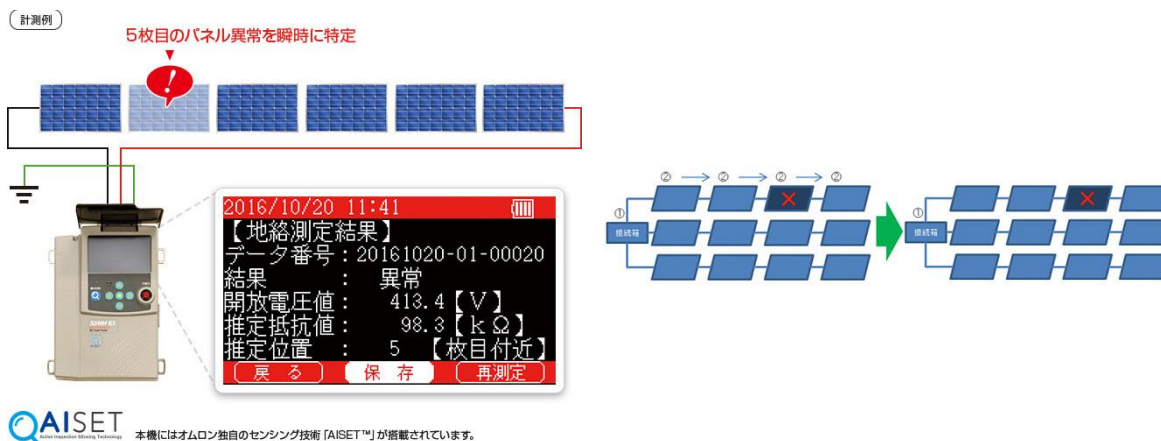 計測例
5枚目のパネル異常を瞬時に特定
2016/10/20 11:41
【地絡測定結果】
データ番号：20161020-01-00020
結果　　　：　異常
開放電圧値：　413.4【V】
推定抵抗値：　98.3【kΩ】
推定位置　：　5　【枚目付近】
戻る　保存　再測定
SHINEI
AISET
本機にはオムロン独自のセンシング技術「AISET™」が搭載されています。
② → ② → ② → ②
①
接続箱
①
接続箱